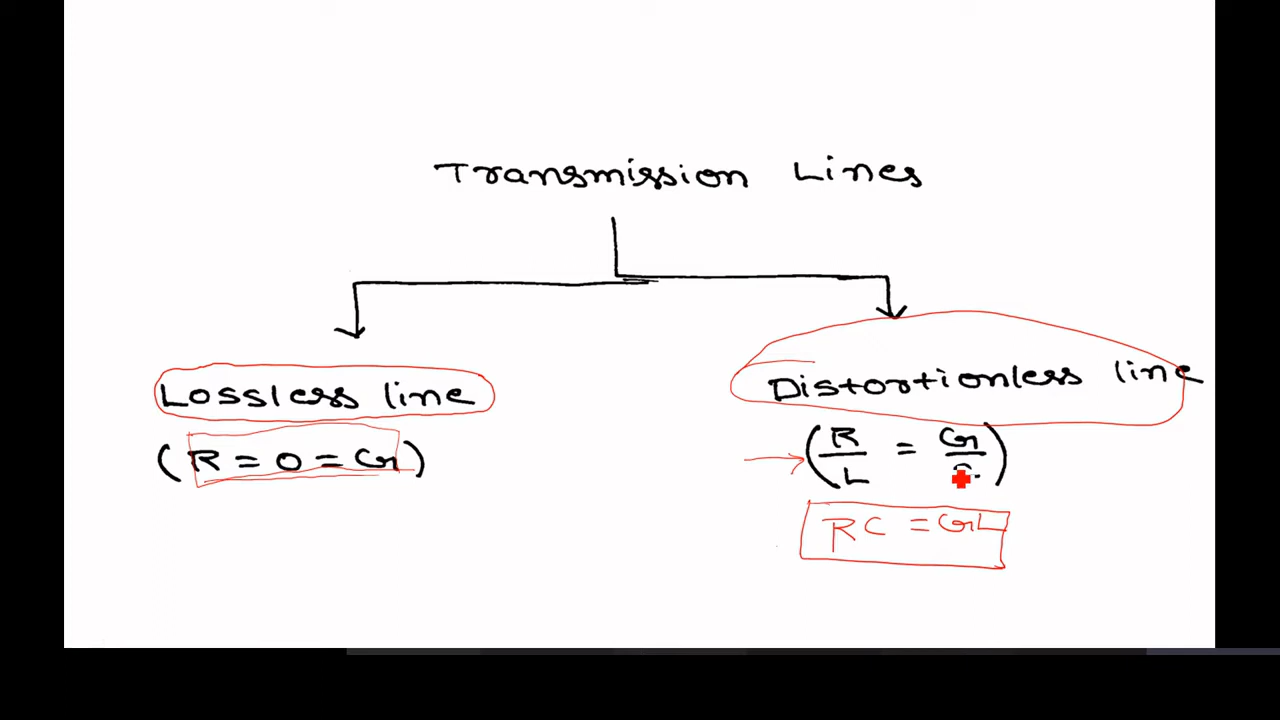 Transmission Lines
Lossless line
(R = 0 = G)
Distortionless line
(R/L = G/C)
RC = GL